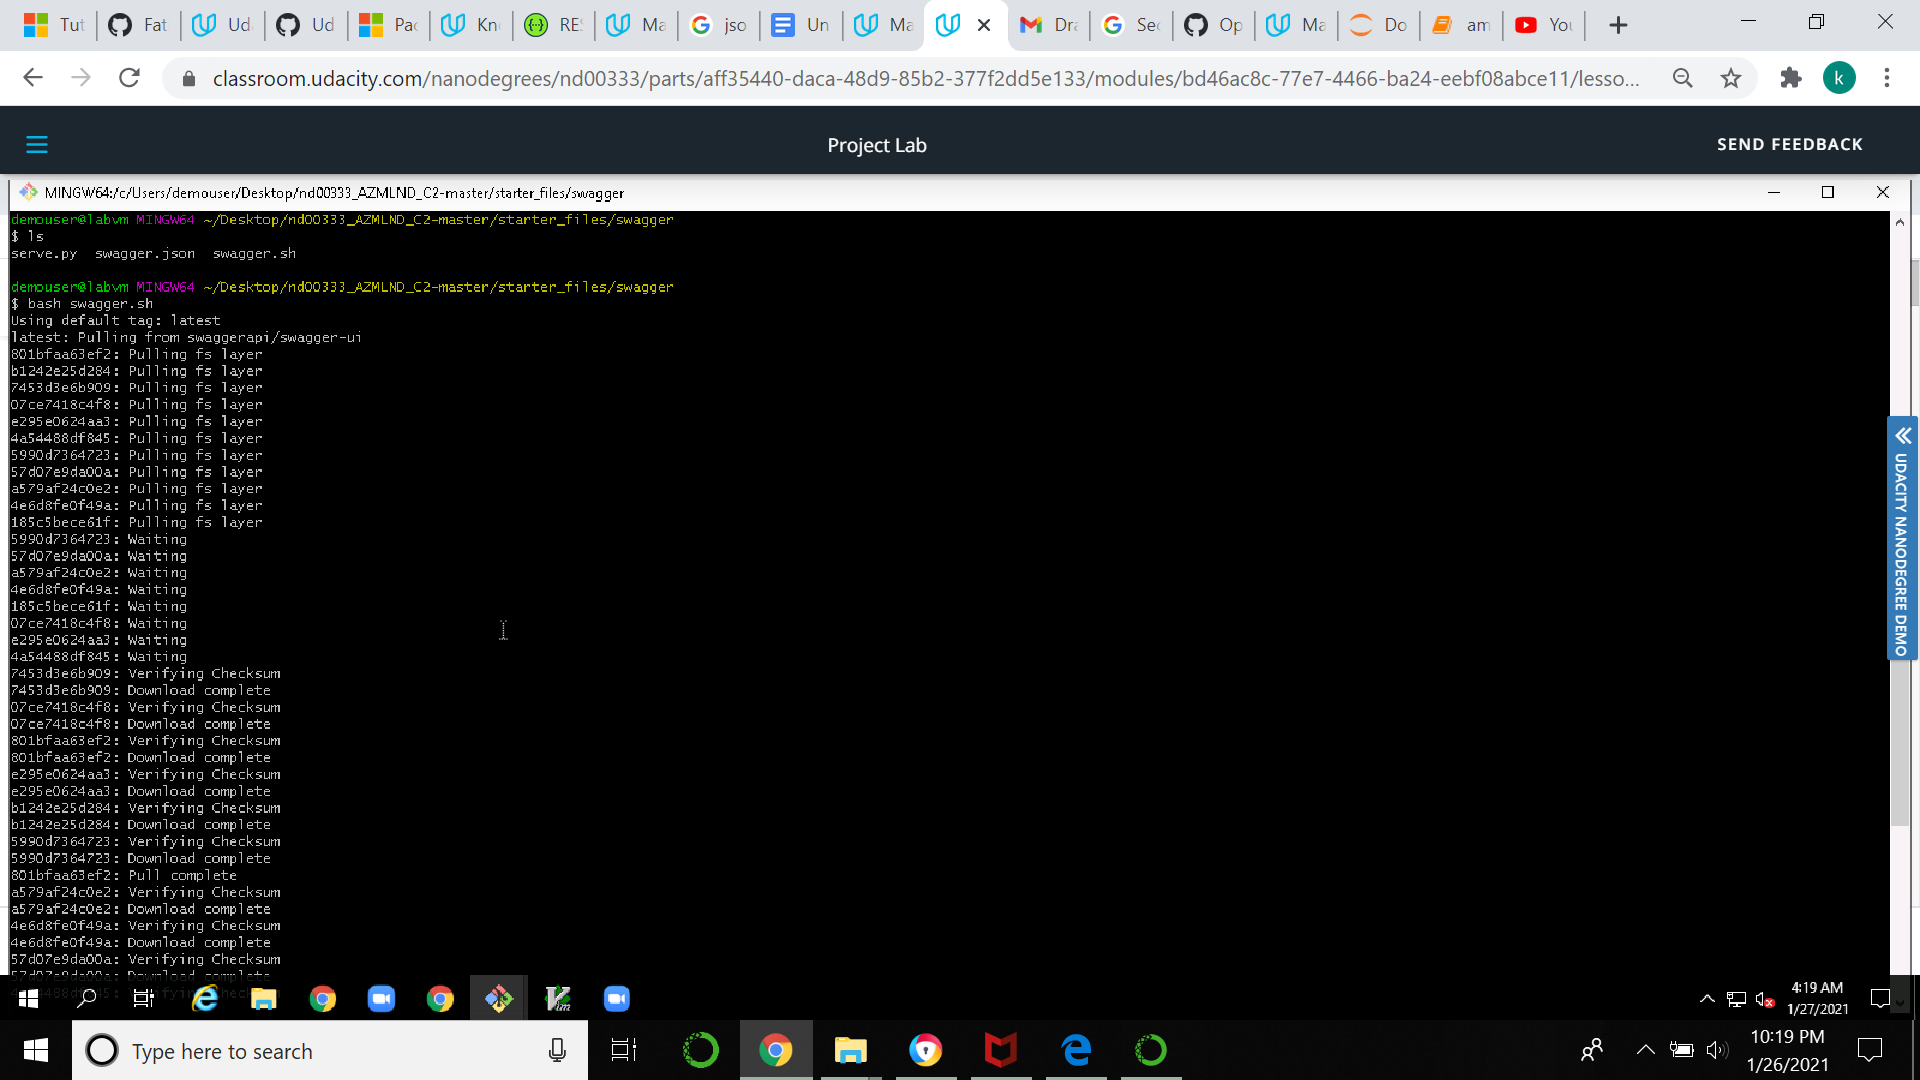 Tut
Fat
Ud
Ud
Pac
Kn
RES
Ma
jso
Un
Ma
Dra
Sec
Op
Ma
Do
am
You
classroom.udacity.com/nanodegrees/nd00333/parts/aff35440-daca-48d9-85b2-377f2dd5e133/modules/bd46ac8c-77e7-4466-ba24-eebf08abce11/lesso...
k
Project Lab
SEND FEEDBACK
MINGW64:/c/Users/demouser/Desktop/nd00333_AZMLND_C2-master/starter_files/swagger
demouser@labvm MINGW64 ~/Desktop/nd00333_AZMLND_C2-master/starter_files/swagger
$ ls
serve.py swagger.json swagger.sh
demouser@labvm MINGW64 ~/Desktop/nd00333_AZMLND_C2-master/starter_files/swagger
$ bash swagger.sh
Using default tag: latest
latest: Pulling from swaggerapi/swagger-ui
801bfaa63ef2: Pulling fs layer
b1242e25d284: Pulling fs layer
7453d3e6b909: Pulling fs layer
07ce7418c4f8: Pulling fs layer
e295e0624aa3: Pulling fs layer
4a54488df845: Pulling fs layer
5990d7364723: Pulling fs layer
57d07e9da00a: Pulling fs layer
a579af24c0e2: Pulling fs layer
4e6d8fe0f49a: Pulling fs layer
185c5bece61f: Pulling fs layer
5990d7364723: Waiting
57d07e9da00a: Waiting
a579af24c0e2: Waiting
4e6d8fe0f49a: Waiting
185c5bece61f: Waiting
07ce7418c4f8: Waiting
e295e0624aa3: Waiting
4a54488df845: Waiting
7453d3e6b909: Verifying Checksum
7453d3e6b909: Download complete
07ce7418c4f8: Verifying Checksum
07ce7418c4f8: Download complete
801bfaa63ef2: Verifying Checksum
801bfaa63ef2: Download complete
e295e0624aa3: Verifying Checksum
e295e0624aa3: Download complete
b1242e25d284: Verifying Checksum
b1242e25d284: Download complete
5990d7364723: Verifying Checksum
5990d7364723: Download complete
801bfaa63ef2: Pull complete
a579af24c0e2: Verifying Checksum
a579af24c0e2: Download complete
4e6d8fe0f49a: Verifying Checksum
4e6d8fe0f49a: Download complete
57d07e9da00a: Verifying Checksum
57d07e9da00a: Download complete
UDACITY NANODEGREE DEMO
4:19 AM
1/27/2021
Type here to search
10:19 PM
1/26/2021